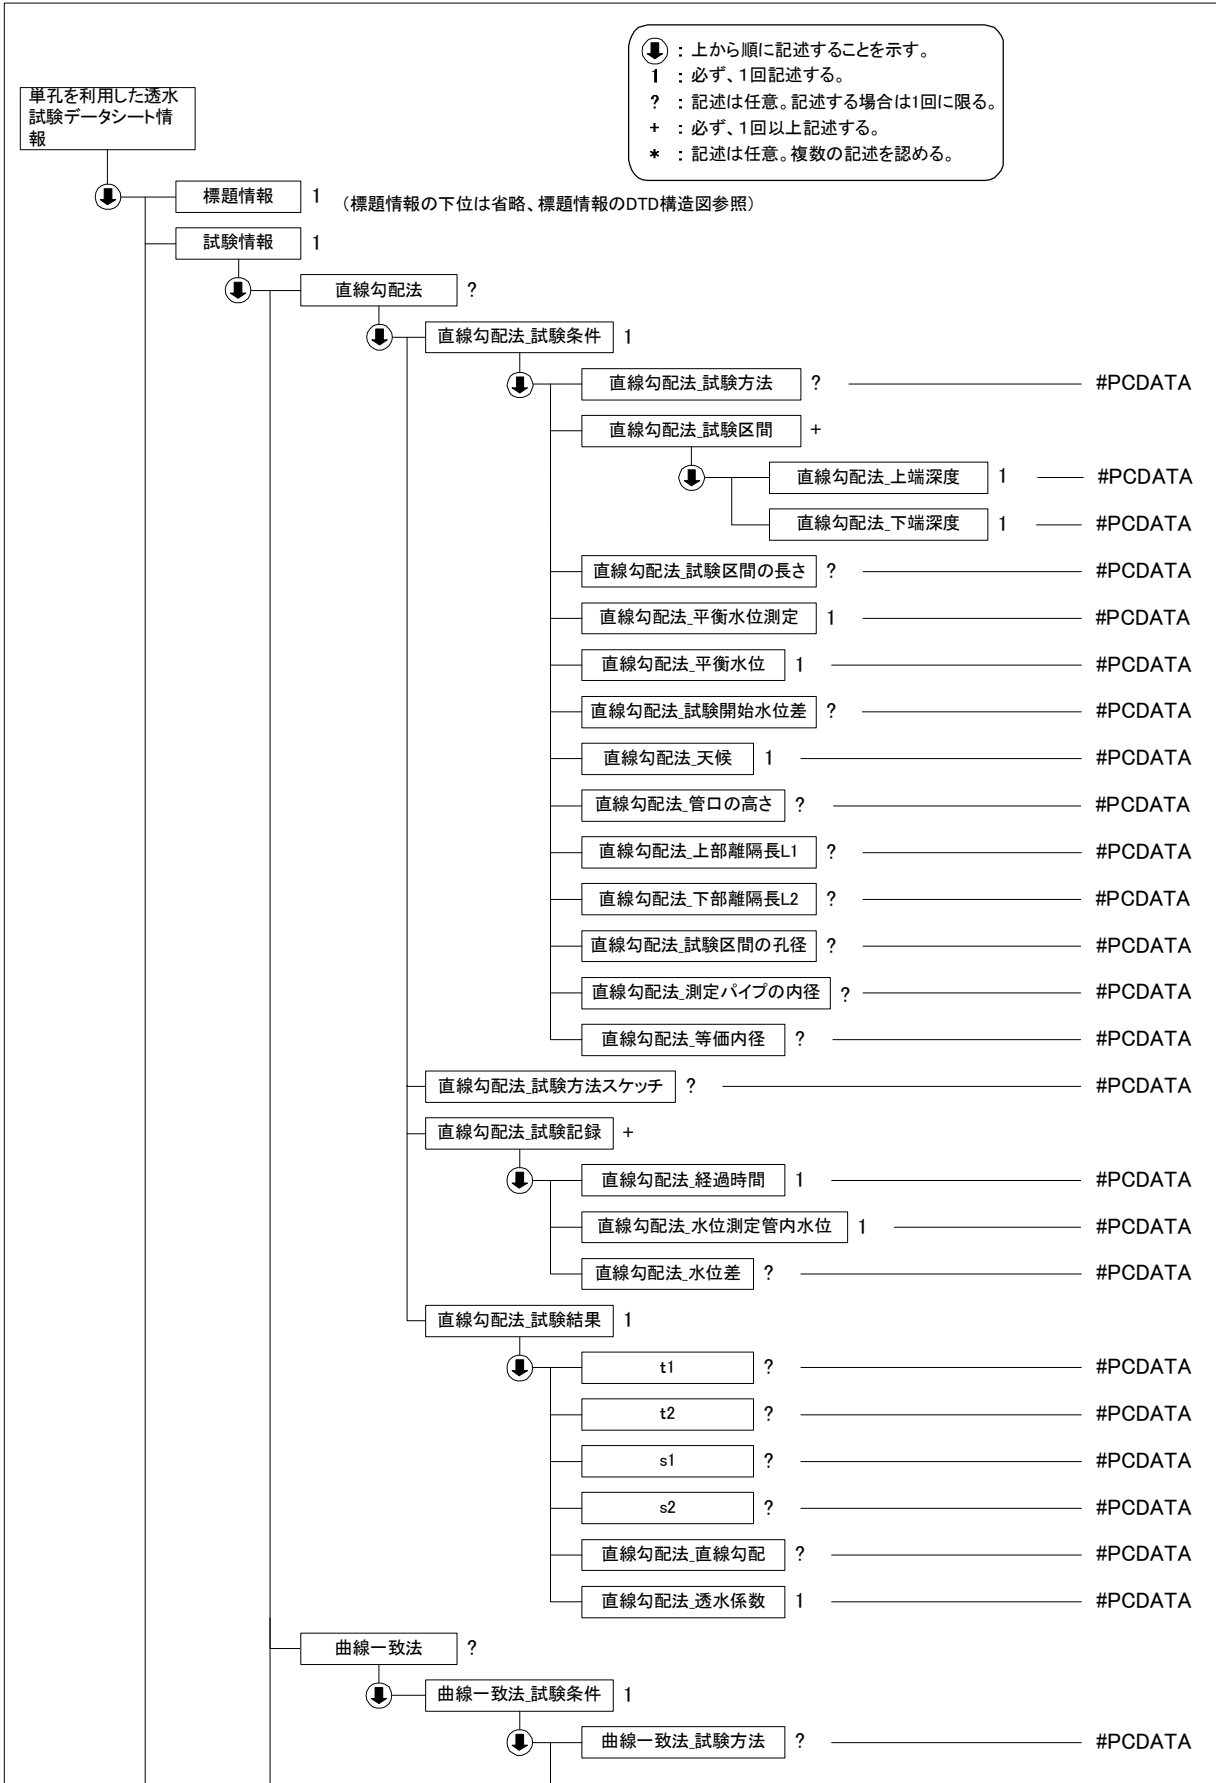 ： 上から順に記述することを示す。
1 ： 必ず、1回記述する。
? ： 記述は任意。記述する場合は1回に限る。
+ ： 必ず、1回以上記述する。
* ： 記述は任意。複数の記述を認める。
単孔を利用した透水
試験データシート情
報
標題情報 1 （標題情報の下位は省略、標題情報のDTD構造図参照）
試験情報 1
直線勾配法 ?
直線勾配法_試験条件 1
直線勾配法_試験方法 ? #PCDATA
直線勾配法_試験区間 +
直線勾配法_上端深度 1 #PCDATA
直線勾配法_下端深度 1 #PCDATA
直線勾配法_試験区間の長さ ? #PCDATA
直線勾配法_平衡水位測定 1 #PCDATA
直線勾配法_平衡水位 1 #PCDATA
直線勾配法_試験開始水位差 ? #PCDATA
直線勾配法_天候 1 #PCDATA
直線勾配法_管口の高さ ? #PCDATA
直線勾配法_上部離隔長L1 ? #PCDATA
直線勾配法_下部離隔長L2 ? #PCDATA
直線勾配法_試験区間の孔径 ? #PCDATA
直線勾配法_測定パイプの内径 ? #PCDATA
直線勾配法_等価内径 ? #PCDATA
直線勾配法_試験方法スケッチ ? #PCDATA
直線勾配法_試験記録 +
直線勾配法_経過時間 1 #PCDATA
直線勾配法_水位測定管内水位 1 #PCDATA
直線勾配法_水位差 ? #PCDATA
直線勾配法_試験結果 1
t1 ? #PCDATA
t2 ? #PCDATA
s1 ? #PCDATA
s2 ? #PCDATA
直線勾配法_直線勾配 ? #PCDATA
直線勾配法_透水係数 1 #PCDATA
曲線一致法 ?
曲線一致法_試験条件 1
曲線一致法_試験方法 ? #PCDATA